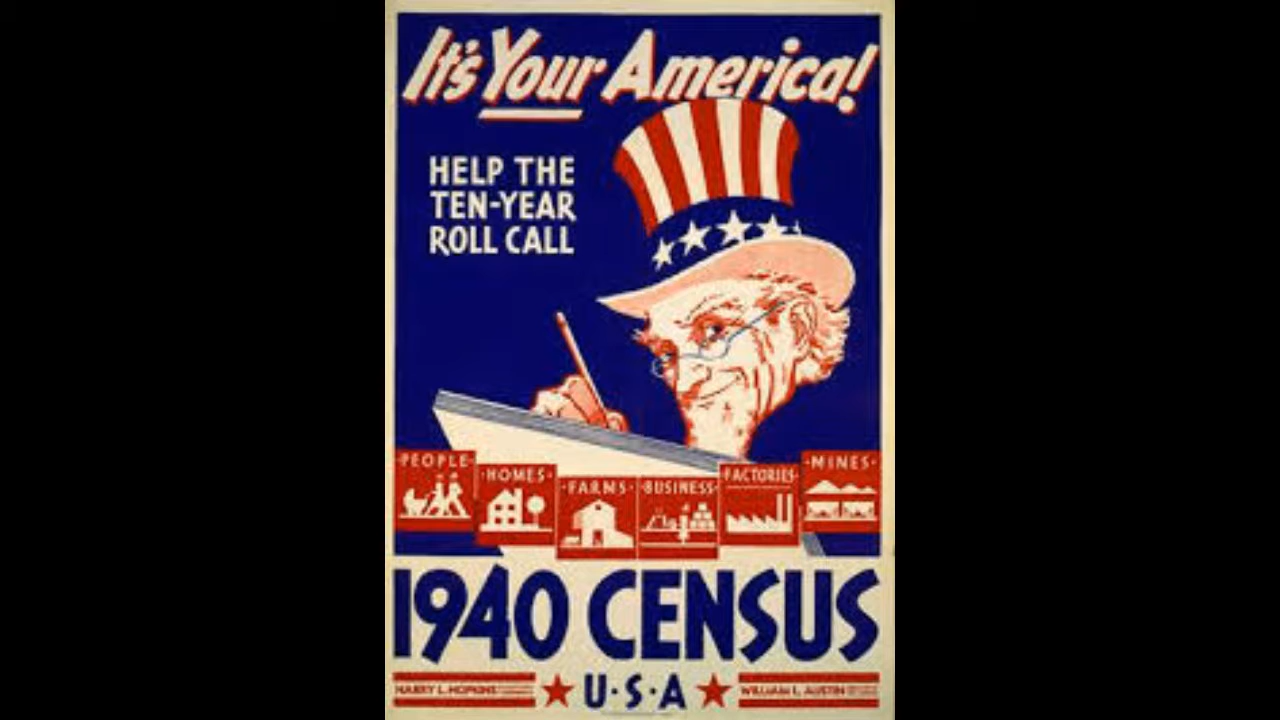 It's Your America!
HELP THE
TEN-YEAR
ROLL CALL
·PEOPLE·
·HOMES·
·FARMS·
·BUSINESS·
·FACTORIES·
·MINES·
1940 CENSUS
HARRY L. HOPKINS
U·S·A
WILLIAM L. AUSTIN